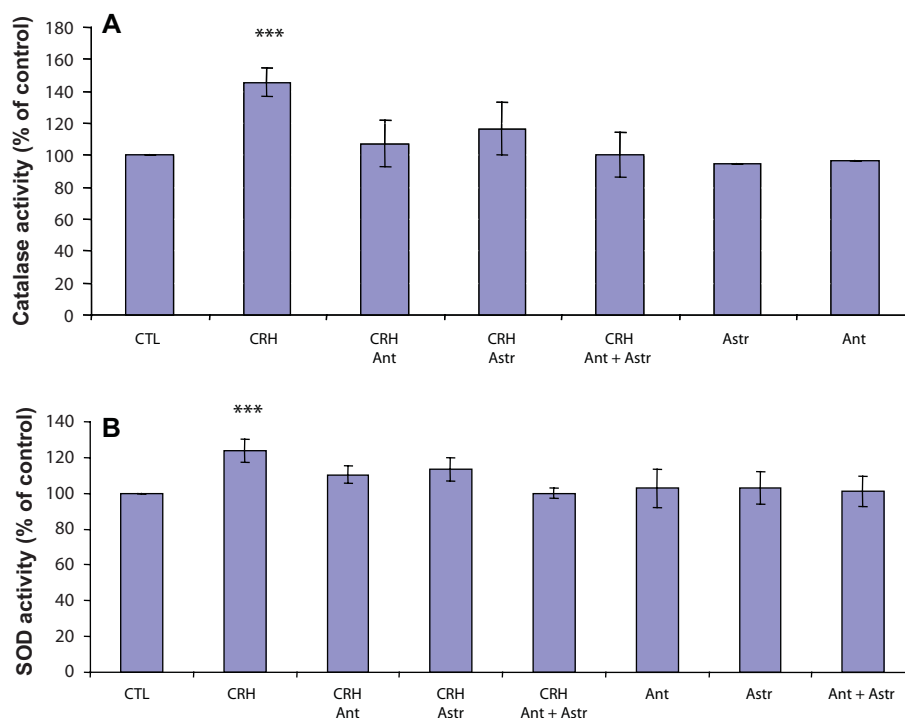 A
Catalase activity (% of control)
180
160
140
120
100
80
60
40
20
0
***
CTL
CRH
CRH
Ant
CRH
Astr
CRH
Ant + Astr
Astr
Ant
B
SOD activity (% of control)
140
120
100
80
60
40
20
0
***
CTL
CRH
CRH
Ant
CRH
Astr
CRH
Ant + Astr
Ant
Astr
Ant + Astr